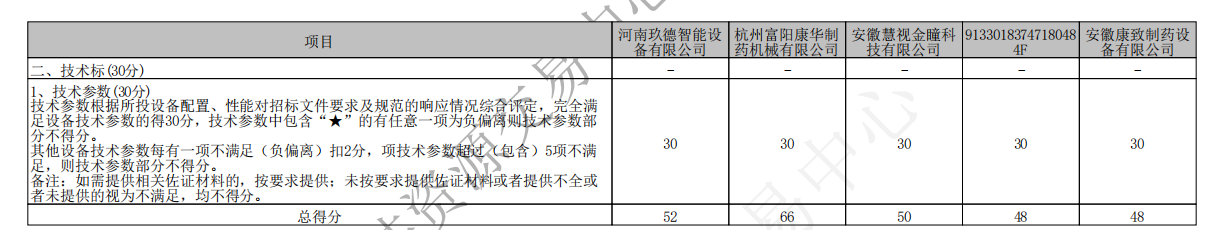 项目
河南玖德智能设
备有限公司
杭州富阳康华制
药机械有限公司
安徽慧视金瞳科
技有限公司
9133018374718048
4F
安徽康致制药设
备有限公司
二、技术标(30分)
－
－
－
－
－
1、技术参数(30分)
技术参数根据所投设备配置、性能对招标文件要求及规范的响应情况综合评定，完全满
足设备技术参数的得30分，技术参数中包含“★”的有任意一项为负偏离则技术参数部
分不得分。
其他设备技术参数每有一项不满足（负偏离）扣2分，项技术参数超过（包含）5项不满
足，则技术参数部分不得分。
备注：如需提供相关佐证材料的，按要求提供；未按要求提供佐证材料或者提供不全或
者未提供的视为不满足，均不得分。
30
30
30
30
30
总得分
52
66
50
48
48
资源交易中心
易中心